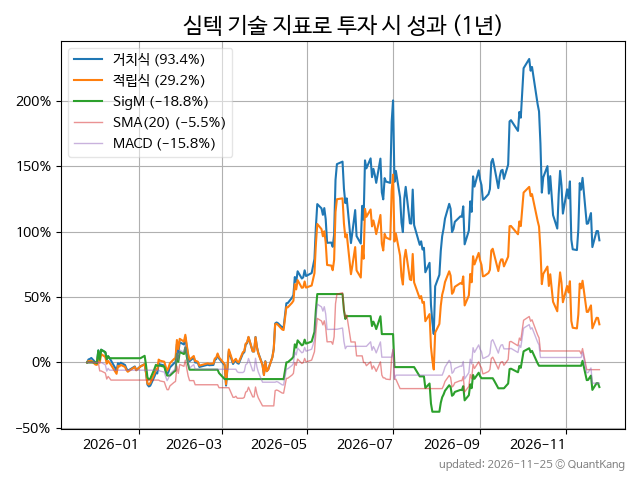 심텍 기술 지표로 투자 시 성과 (1년)
거치식 (93.4%)
적립식 (29.2%)
SigM (−18.8%)
SMA(20) (−5.5%)
MACD (−15.8%)
200%
150%
100%
50%
0%
−50%
2026-01 2026-03 2026-05 2026-07 2026-09 2026-11
updated: 2026-11-25 © QuantKang